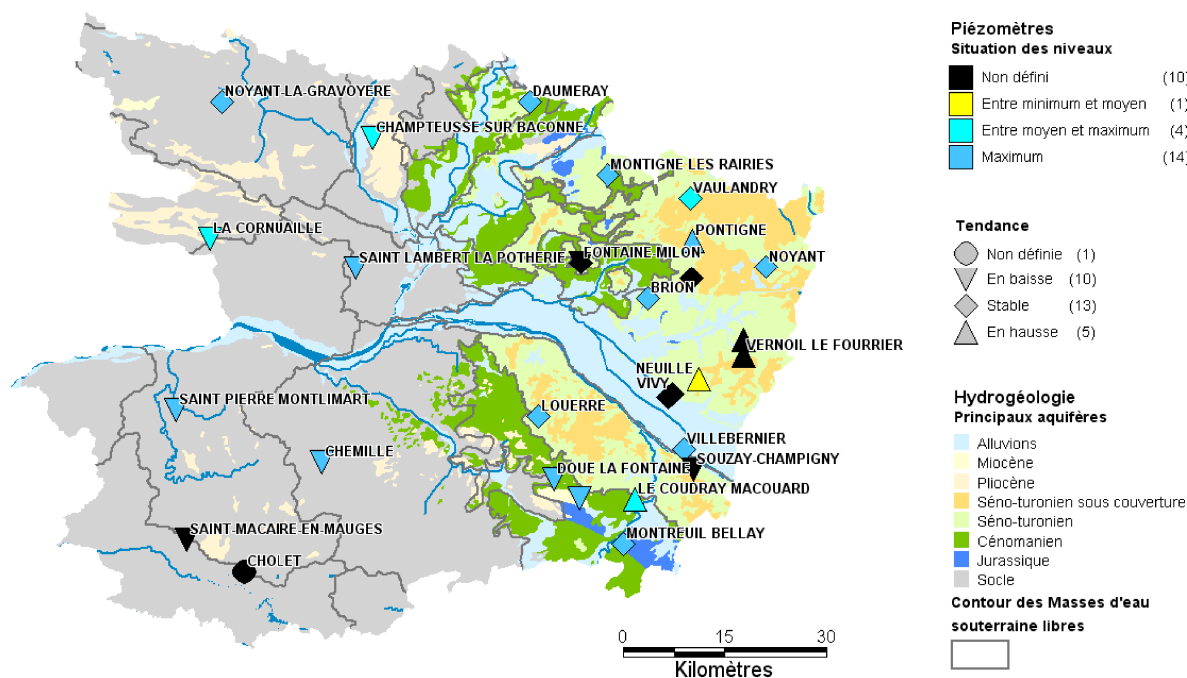 NOYANT-LA-GRAVOYERE
DAUMERAY
CHAMPTEUSSE SUR BACONNE
MONTIGNE LES RAIRIES
VAULANDRY
LA CORNUAILLE
PONTIGNE
SAINT LAMBERT LA POTHERIE
FONTAINE-MILON
NOYANT
BRION
VERNOIL LE FOURRIER
NEUILLE
VIVY
SAINT PIERRE MONTLIMART
LOUERRE
VILLEBERNIER
CHEMILLE
SOUZAY-CHAMPIGNY
DOUE LA FONTAINE
LE COUDRAY MACOUARD
SAINT-MACAIRE-EN-MAUGES
MONTREUIL BELLAY
CHOLET
0 30
Kilomètres
Piézomètres
Situation des niveaux
Non défini (10)
Entre minimum et moyen (1)
Entre moyen et maximum (4)
Maximum (14)
Tendance
Non définie (1)
En baisse (10)
Stable (13)
En hausse (5)
Hydrogéologie
Principaux aquifères
Alluvions
Miocène
Pliocène
Séno-turonien sous couverture
Séno-turonien
Cénomanien
Jurassique
Socle
Contour des Masses d'eau
souterraine libres